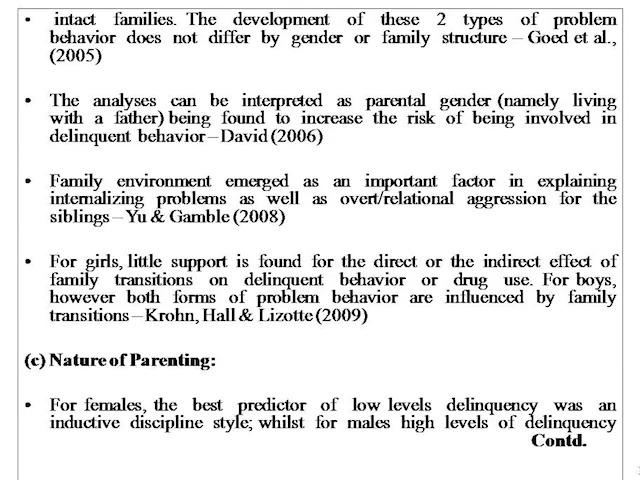 • intact families. The development of these 2 types of problem
behavior does not differ by gender or family structure – Goed et al.,
(2005)
• The analyses can be interpreted as parental gender (namely living
with a father) being found to increase the risk of being involved in
delinquent behavior – David (2006)
• Family environment emerged as an important factor in explaining
internalizing problems as well as overt/relational aggression for the
siblings – Yu & Gamble (2008)
• For girls, little support is found for the direct or the indirect effect of
family transitions on delinquent behavior or drug use. For boys,
however both forms of problem behavior are influenced by family
transitions – Krohn, Hall & Lizotte (2009)
(c) Nature of Parenting:
• For females, the best predictor of low levels delinquency was an
inductive discipline style; whilst for males high levels of delinquency
Contd.